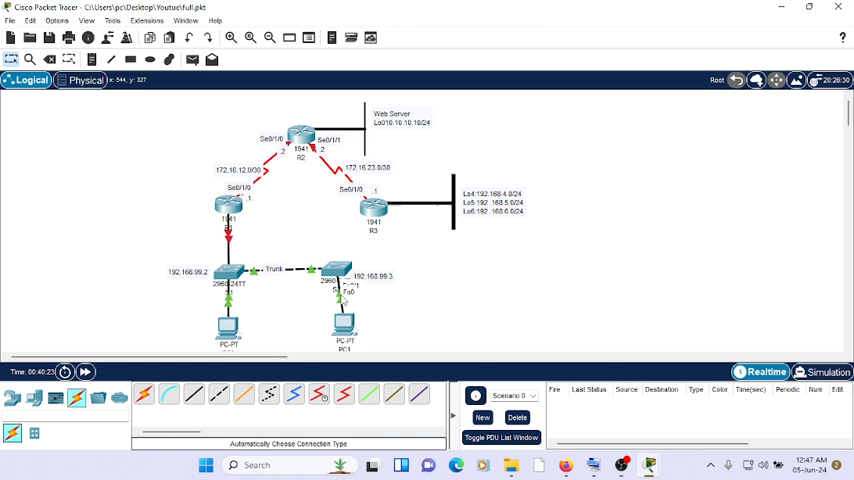 Cisco Packet Tracer - C:\Users\pc\Desktop\Youtue\full.pkt
File Edit Options View Tools Extensions Window Help
Logical
Physical
x: 544, y: 327
Root
20:26:30
Web Server
Lo010.10.10.10/24
Se0/1/0
Se0/1/1
.2
.2
1941
R2
172.16.12.0/30
172.16.23.0/30
Se0/1/0
.1
Se0/1/0
.1
1941
1941
R3
Lo4:192.168.4.0/24
Lo5:192.168.5.0/24
Lo6:192.168.6.0/24
192.168.99.2
Trunk
192.168.99.3
2960-24TT
S1
Fa0
PC-PT
PC-PT
PC1
Time: 00:40:23
Realtime
Simulation
Scenario 0
New
Delete
Toggle PDU List Window
Fire Last Status Source Destination Type Color Time(sec) Periodic Num Edit
Automatically Choose Connection Type
Search
12:47 AM
05-Jun-24
2